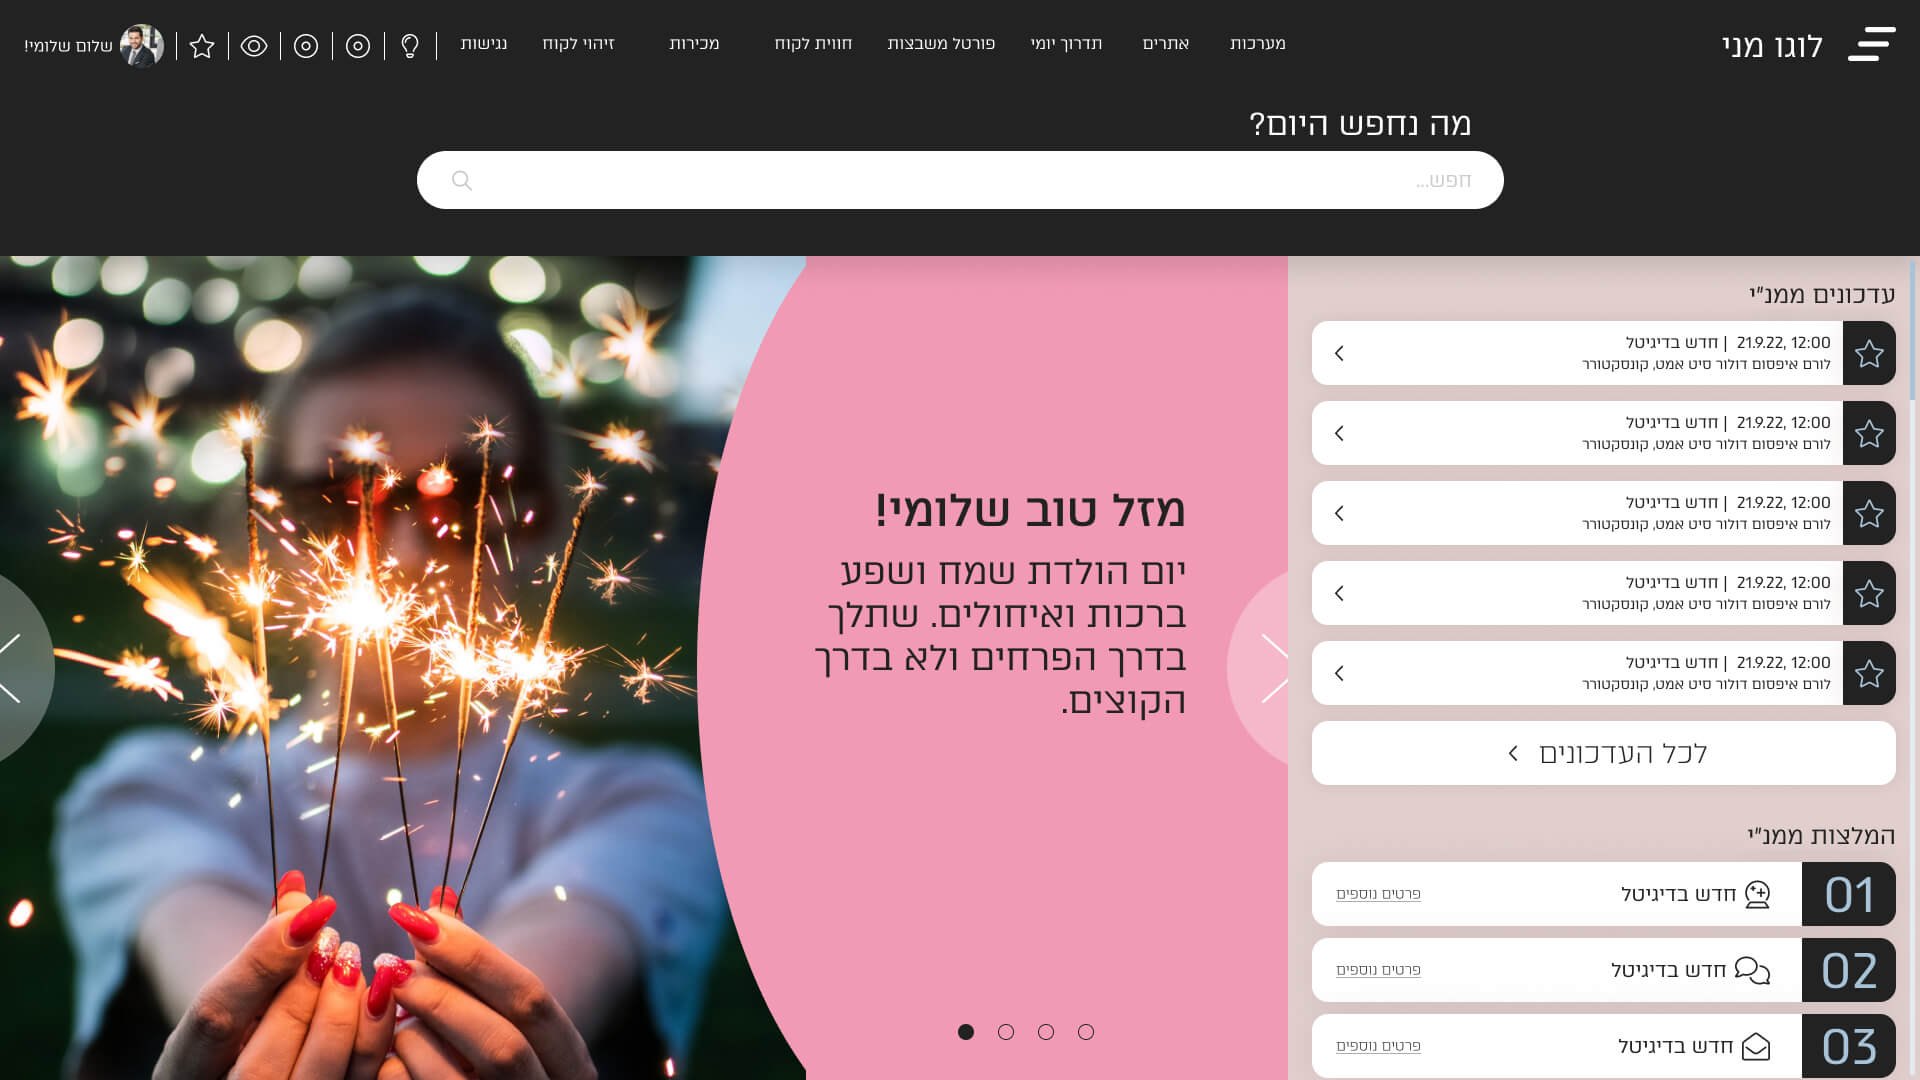 לוגו מני
מערכות
אתרים
תדרוך יומי
פורטל משבצות
חווית לקוח
מכירות
זיהוי לקוח
נגישות
שלום שלומי!
מה נחפש היום?
חפש...
עדכונים ממנ"י
21.9.22, 12:00 | חדש בדיגיטל
לורם איפסום דולור סיט אמט, קונסקטורר
21.9.22, 12:00 | חדש בדיגיטל
לורם איפסום דולור סיט אמט, קונסקטורר
21.9.22, 12:00 | חדש בדיגיטל
לורם איפסום דולור סיט אמט, קונסקטורר
21.9.22, 12:00 | חדש בדיגיטל
לורם איפסום דולור סיט אמט, קונסקטורר
21.9.22, 12:00 | חדש בדיגיטל
לורם איפסום דולור סיט אמט, קונסקטורר
לכל העדכונים
המלצות ממנ"י
01 חדש בדיגיטל פרטים נוספים
02 חדש בדיגיטל פרטים נוספים
03 חדש בדיגיטל פרטים נוספים
מזל טוב שלומי!
יום הולדת שמח ושפע
ברכות ואיחולים. שתלך
בדרך הפרחים ולא בדרך
הקוצים.